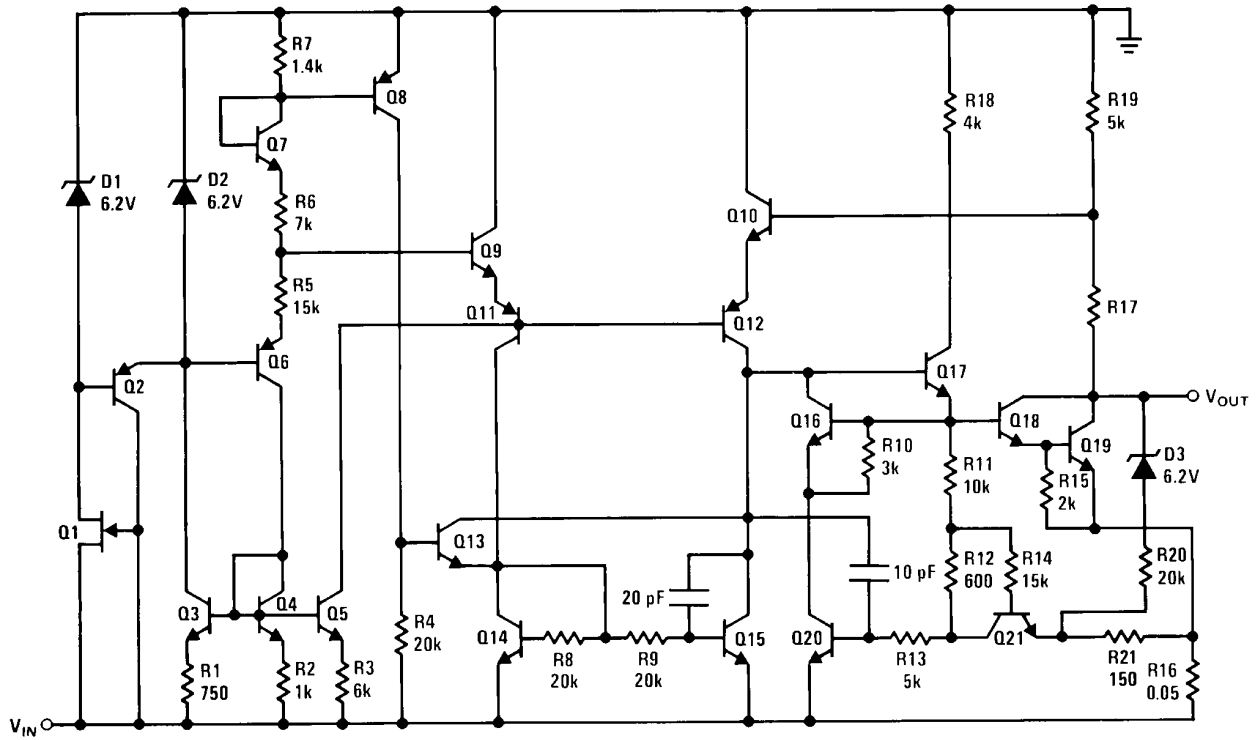 R7
1.4k
Q8
Q7
D1
6.2V
D2
6.2V
R6
7k
R18
4k
R19
5k
Q10
Q9
R5
15k
R17
Q11
Q12
Q2
Q6
Q17
VOUT
Q16
R10
3k
Q18
Q19
R11
10k
R15
2k
D3
6.2V
Q1
Q13
10 pF
R12
600
R14
15k
R20
20k
20 pF
Q3
Q4
Q5
R4
20k
Q14
R8
20k
R9
20k
Q15
Q20
R13
5k
Q21
R21
150
R16
0.05
R1
750
R2
1k
R3
6k
VIN